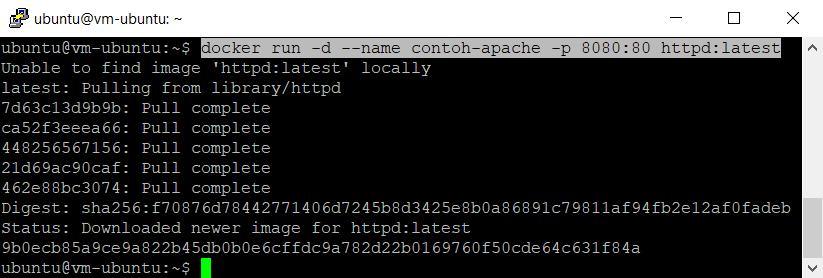 ubuntu@vm-ubuntu: ~
ubuntu@vm-ubuntu:~$ docker run -d --name contoh-apache -p 8080:80 httpd:latest
Unable to find image 'httpd:latest' locally
latest: Pulling from library/httpd
7d63c13d9b9b: Pull complete
ca52f3eeea66: Pull complete
448256567156: Pull complete
21d69ac90caf: Pull complete
462e88bc3074: Pull complete
Digest: sha256:f70876d78442771406d7245b8d3425e8b0a86891c79811af94fb2e12af0fadeb
Status: Downloaded newer image for httpd:latest
9b0ecb85a9ce9a822b45db0b0e6cffdc9a782d22b0169760f50cde64c631f84a
ubuntu@vm-ubuntu:~$